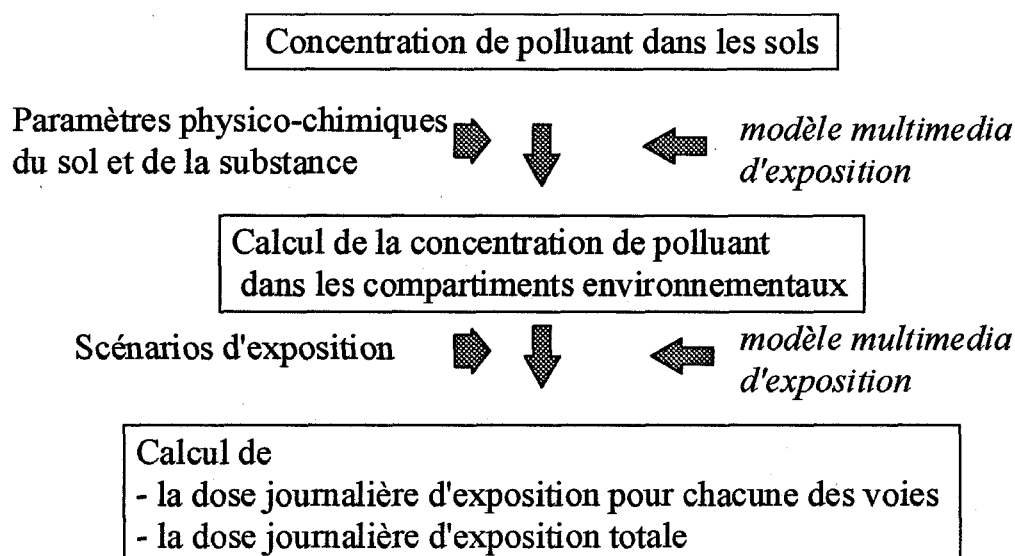 Concentration de polluant dans les sols
Paramètres physico-chimiques
du sol et de la substance
modèle multimedia
d'exposition
Calcul de la concentration de polluant
dans les compartiments environnementaux
Scénarios d'exposition
modèle multimedia
d'exposition
Calcul de
- la dose journalière d'exposition pour chacune des voies
- la dose journalière d'exposition totale